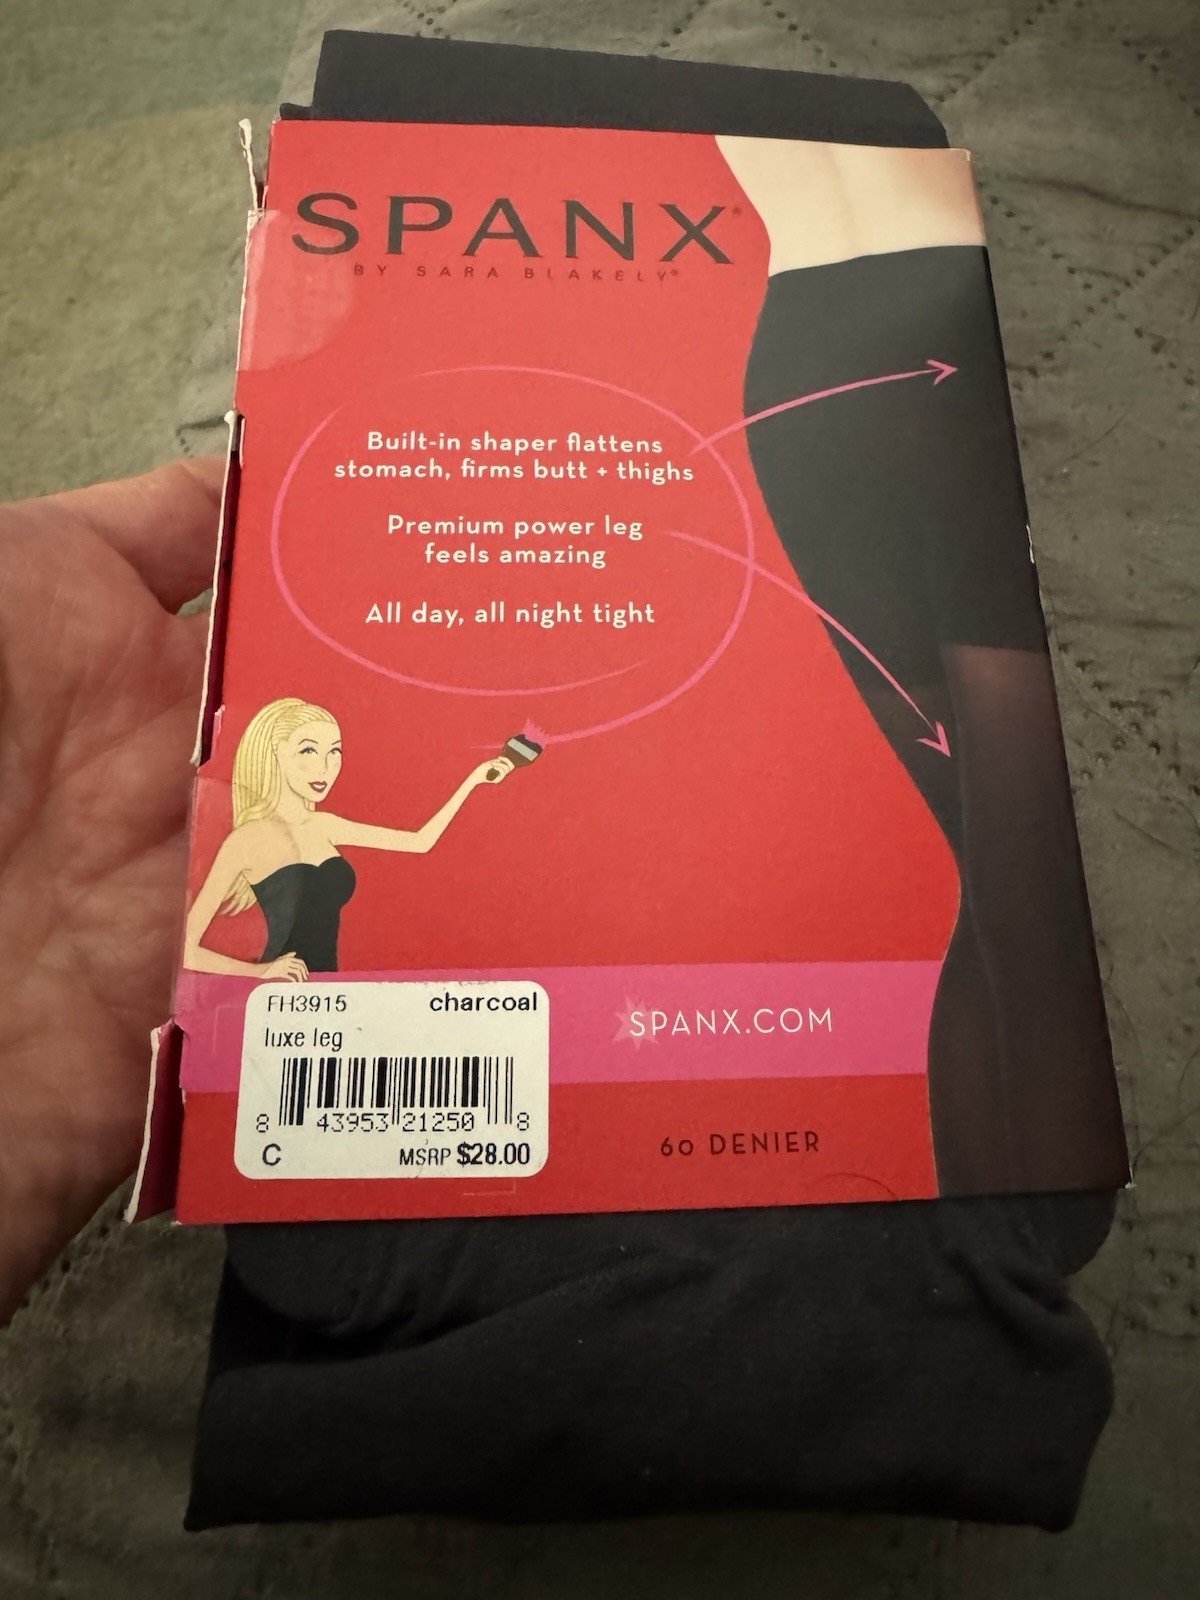 SPANX®
BY SARA BLAKELY®
Built-in shaper flattens
stomach, firms butt + thighs
Premium power leg
feels amazing
All day, all night tight
FH3915 charcoal
luxe leg
8 43953 21250 8
C MSRP $28.00
SPANX.COM
60 DENIER